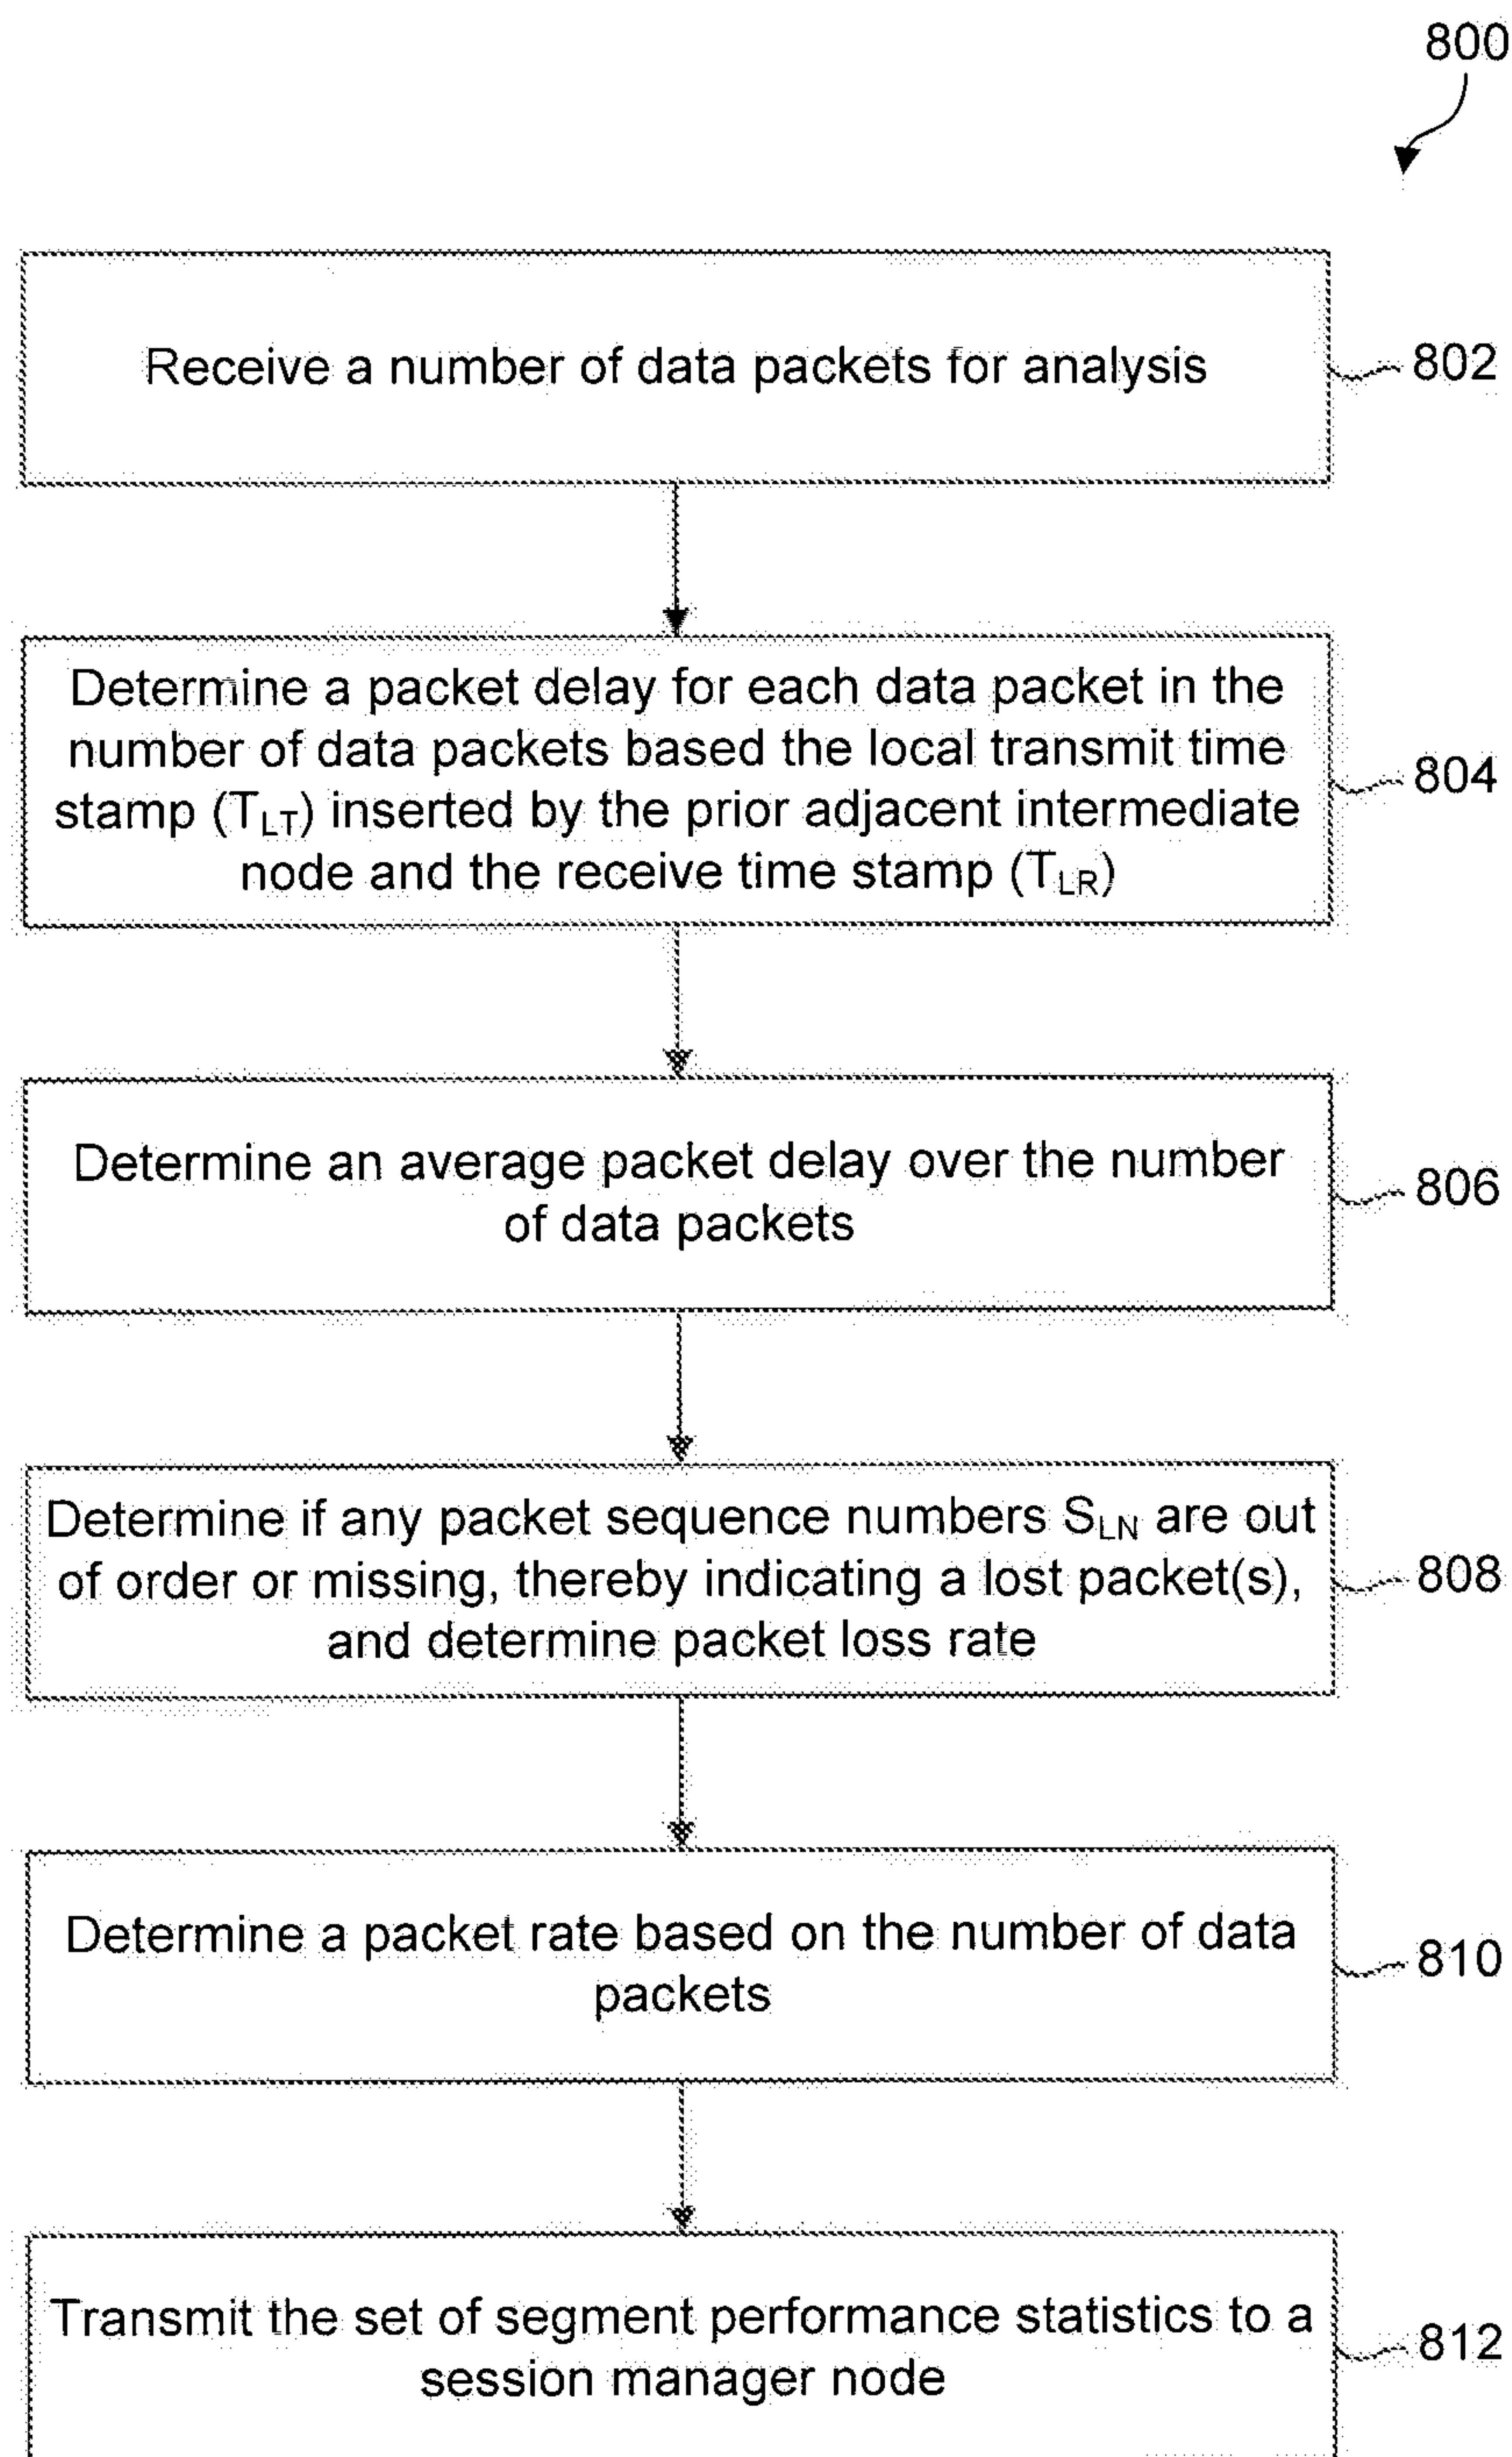 800
Receive a number of data packets for analysis
802
Determine a packet delay for each data packet in the
number of data packets based the local transmit time
stamp (T_LT) inserted by the prior adjacent intermediate
node and the receive time stamp (T_LR)
804
Determine an average packet delay over the number
of data packets
806
Determine if any packet sequence numbers S_LN are out
of order or missing, thereby indicating a lost packet(s),
and determine packet loss rate
808
Determine a packet rate based on the number of data
packets
810
Transmit the set of segment performance statistics to a
session manager node
812